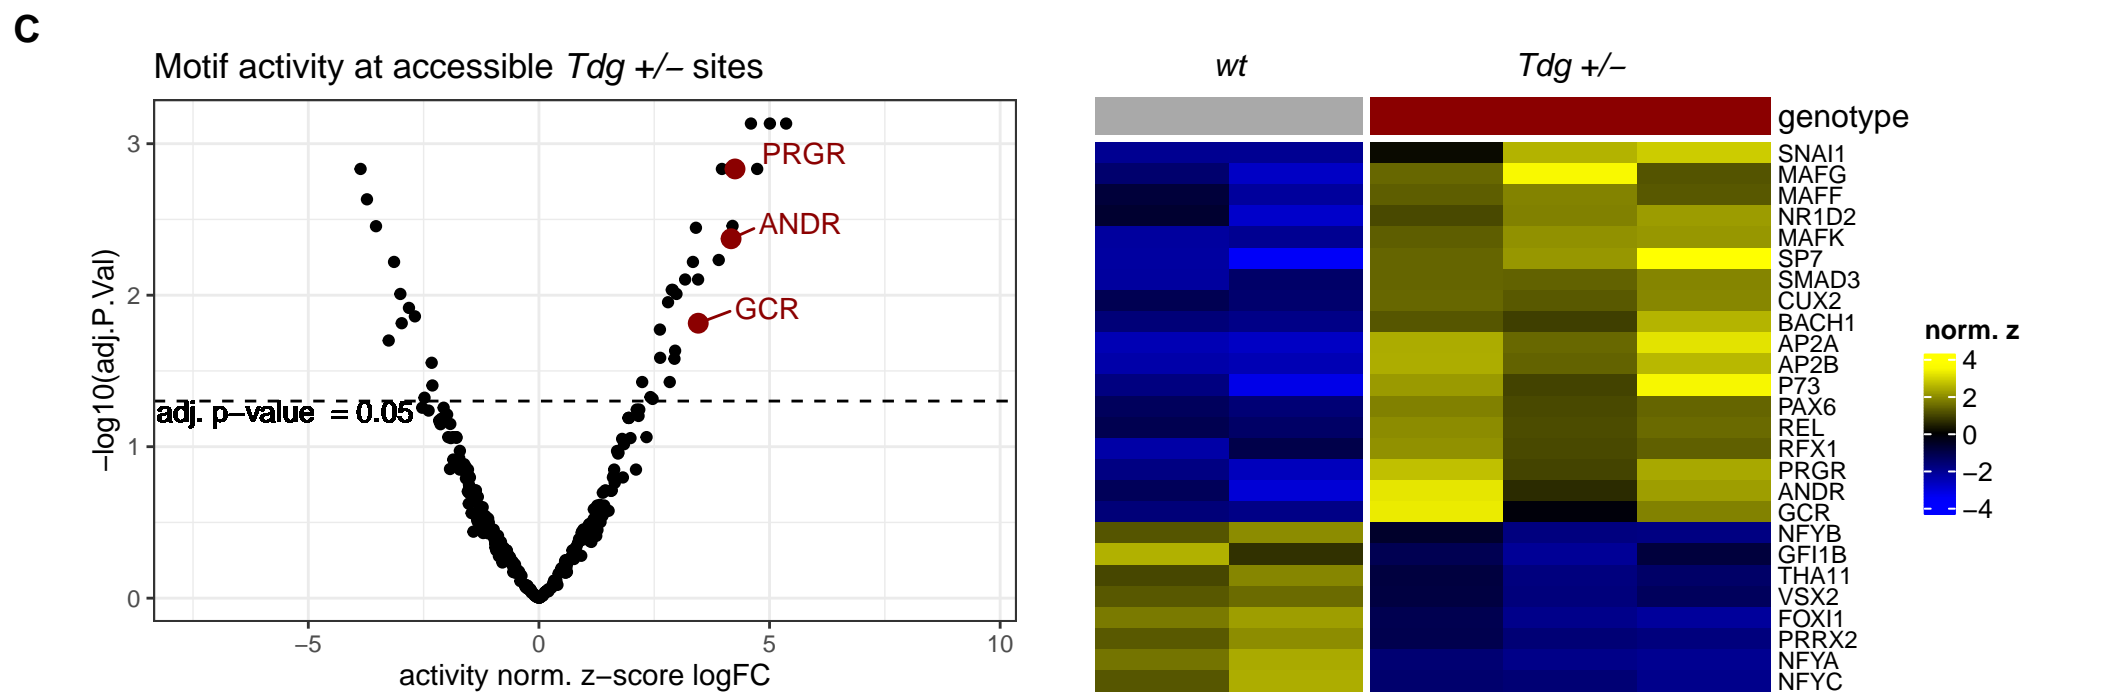 C
Motif activity at accessible Tdg +/− sites
−log10(adj.P.Val)
3
2
1
0
PRGR
ANDR
GCR
adj. p−value = 0.05
−5
0
5
10
activity norm. z−score logFC
wt
Tdg +/−
genotype
SNAI1
MAFG
MAFF
NR1D2
MAFK
SP7
SMAD3
CUX2
BACH1
AP2A
AP2B
P73
PAX6
REL
RFX1
PRGR
ANDR
GCR
NFYB
GFI1B
THA11
VSX2
FOXI1
PRRX2
NFYA
NFYC
norm. z
4
2
0
−2
−4